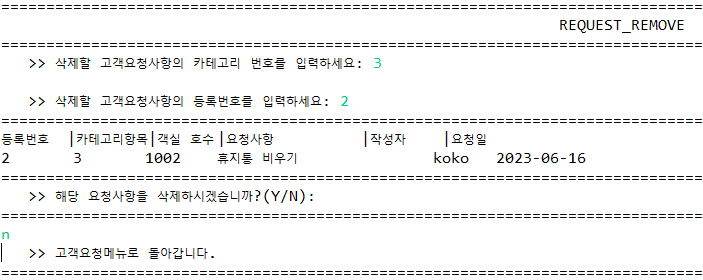 ==============================================================================
REQUEST_REMOVE
==============================================================================
>> 삭제할 고객요청사항의 카테고리 번호를 입력하세요: 3
>> 삭제할 고객요청사항의 등록번호를 입력하세요: 2
==============================================================================
등록번호 |카테고리항목|객실 호수|요청사항 |작성자 |요청일
2 3 1002 휴지통 비우기 koko 2023-06-16
==============================================================================
>> 해당 요청사항을 삭제하시겠습니까?(Y/N):
==============================================================================
n
>> 고객요청메뉴로 돌아갑니다.
==============================================================================